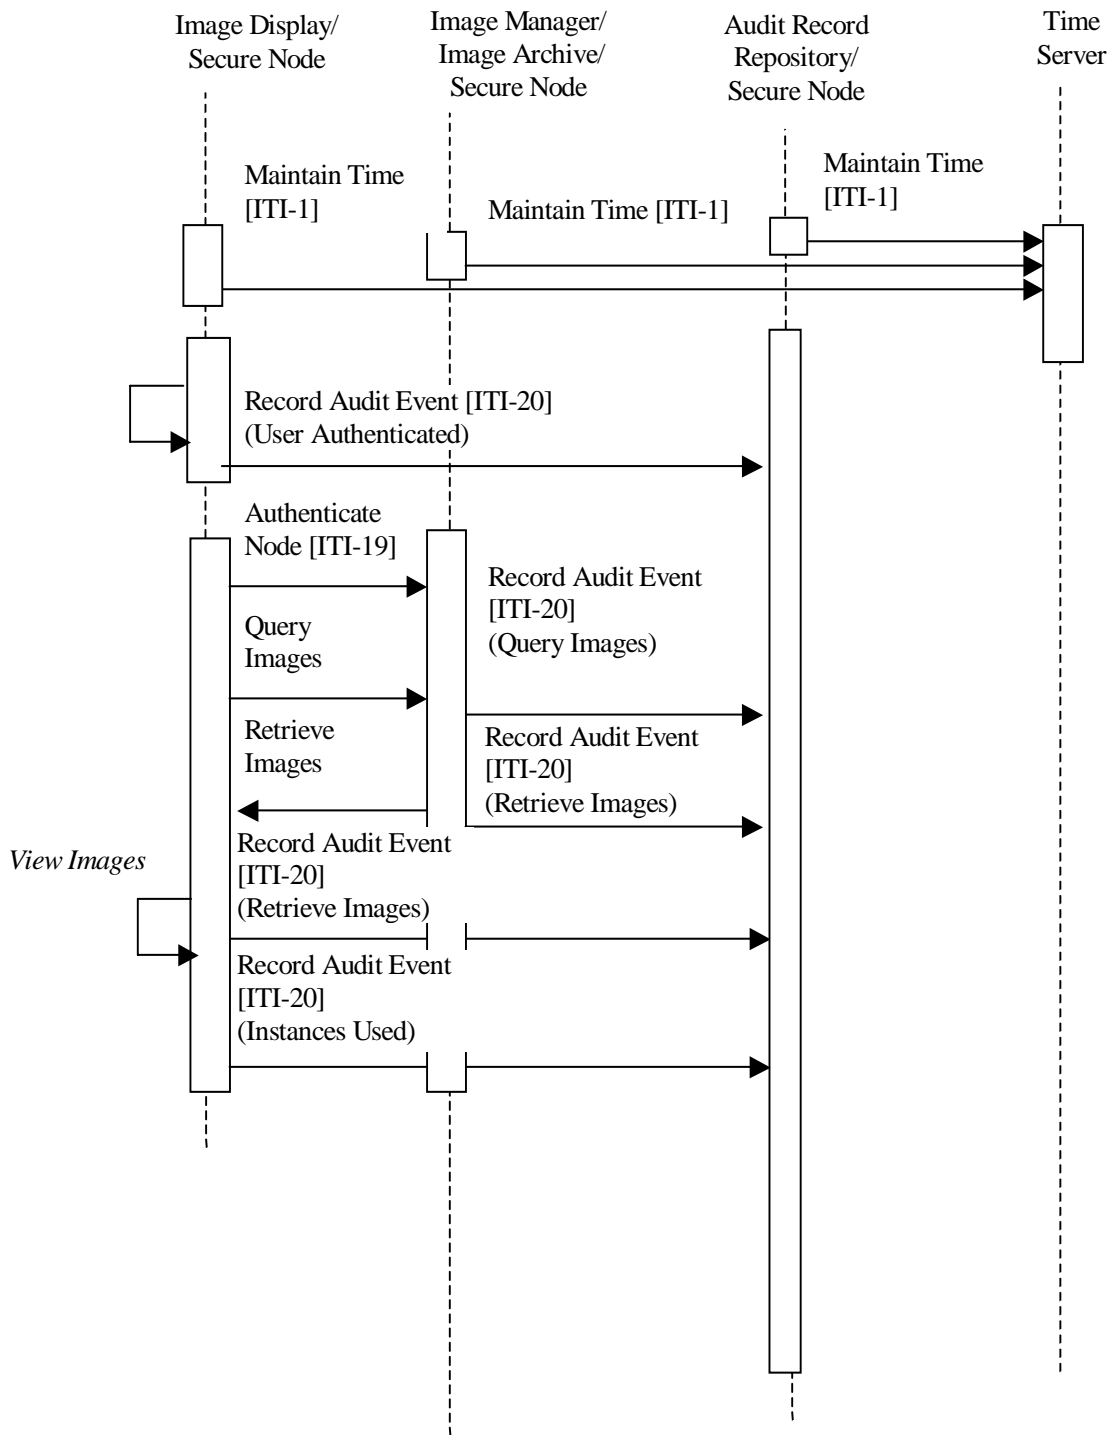 Image Display/
Secure Node
Image Manager/
Image Archive/
Secure Node
Audit Record
Repository/
Secure Node
Time
Server
Maintain Time
[ITI-1]
Maintain Time [ITI-1]
Maintain Time
[ITI-1]
Record Audit Event [ITI-20]
(User Authenticated)
Authenticate
Node [ITI-19]
Record Audit Event
[ITI-20]
(Query Images)
Query
Images
Retrieve
Images
Record Audit Event
[ITI-20]
(Retrieve Images)
View Images
Record Audit Event
[ITI-20]
(Retrieve Images)
Record Audit Event
[ITI-20]
(Instances Used)